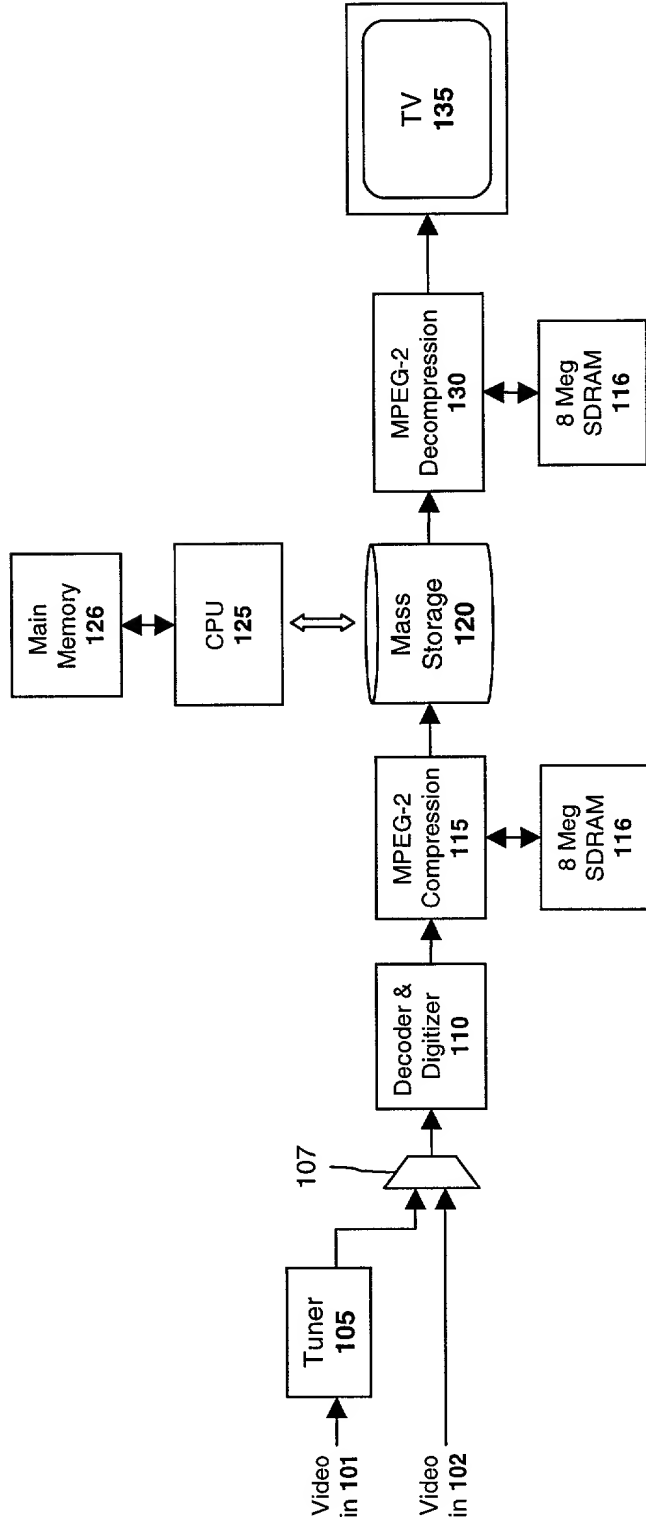 Video
in 101
Video
in 102
Tuner
105
107
Decoder &
Digitizer
110
MPEG-2
Compression
115
8 Meg
SDRAM
116
Main
Memory
126
CPU
125
Mass
Storage
120
MPEG-2
Decompression
130
8 Meg
SDRAM
116
TV
135